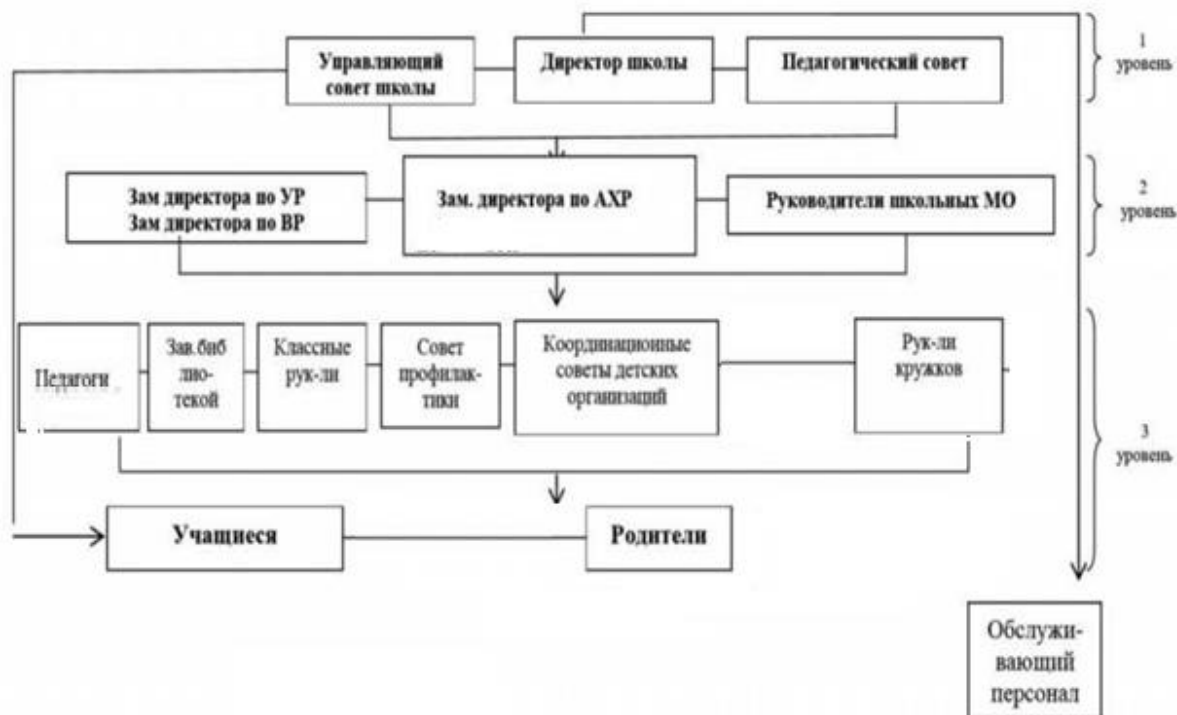 Управляющий
совет школы
Директор школы
Педагогический совет
1
уровень
Зам директора по УР
Зам директора по ВР
Зам. директора по АХР
Руководители школьных МО
2
уровень
Педагоги
Зав.биб
лио-
текой
Классные
рук-ли
Совет
профилак-
тики
Координационные
советы детских
организаций
Рук-ли
кружков
3
уровень
Учащиеся
Родители
Обслужи-
вающий
персонал